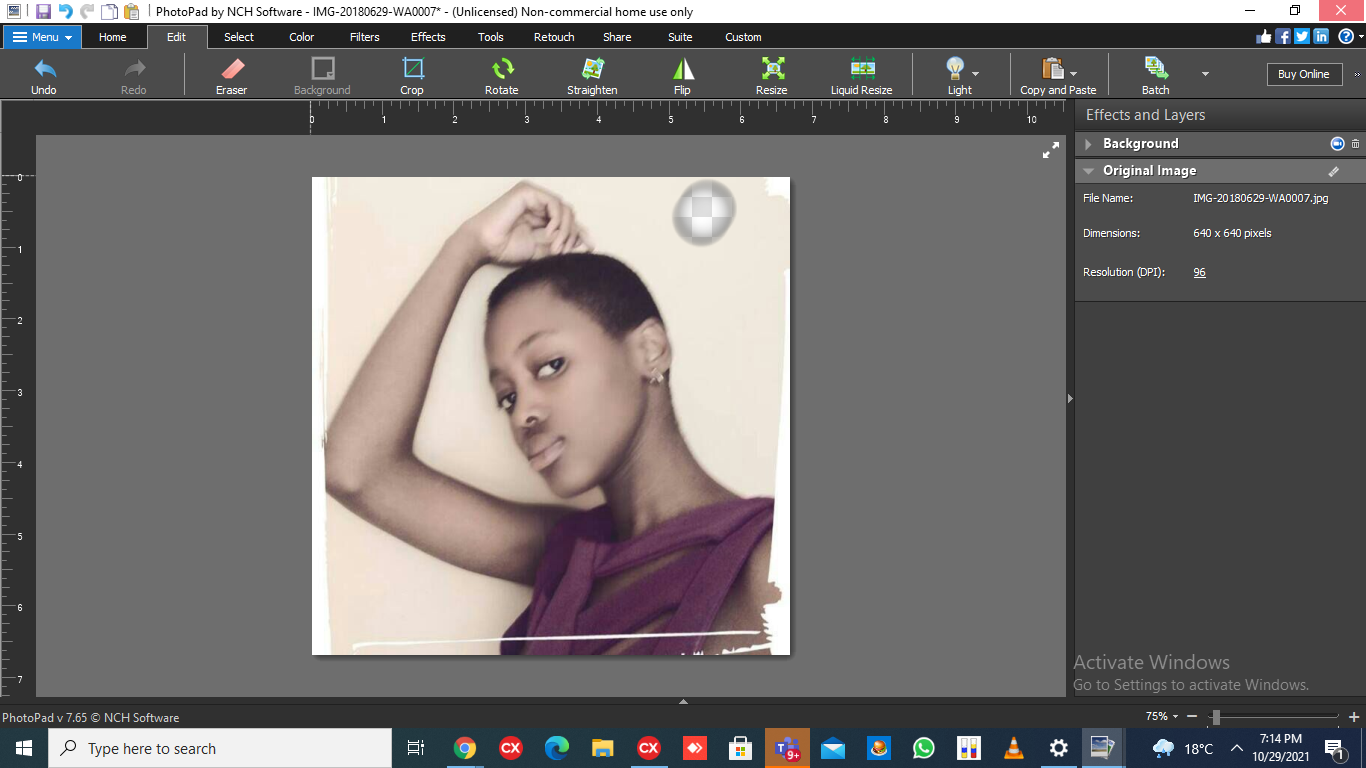 PhotoPad by NCH Software - IMG-20180629-WA0007* - (Unlicensed) Non-commercial home use only
Menu Home Edit Select Color Filters Effects Tools Retouch Share Suite Custom
Undo Redo Eraser Background Crop Rotate Straighten Flip Resize Liquid Resize Light Copy and Paste Batch Buy Online
0 1 2 3 4 5 6 7 8 9 10
Effects and Layers
Background
Original Image
File Name: IMG-20180629-WA0007.jpg
Dimensions: 640 x 640 pixels
Resolution (DPI): 96
0
1
2
3
4
5
6
7
Activate Windows
Go to Settings to activate Windows.
PhotoPad v 7.65 © NCH Software 75%
Type here to search
CX
CX
9+
18°C
7:14 PM
10/29/2021
1